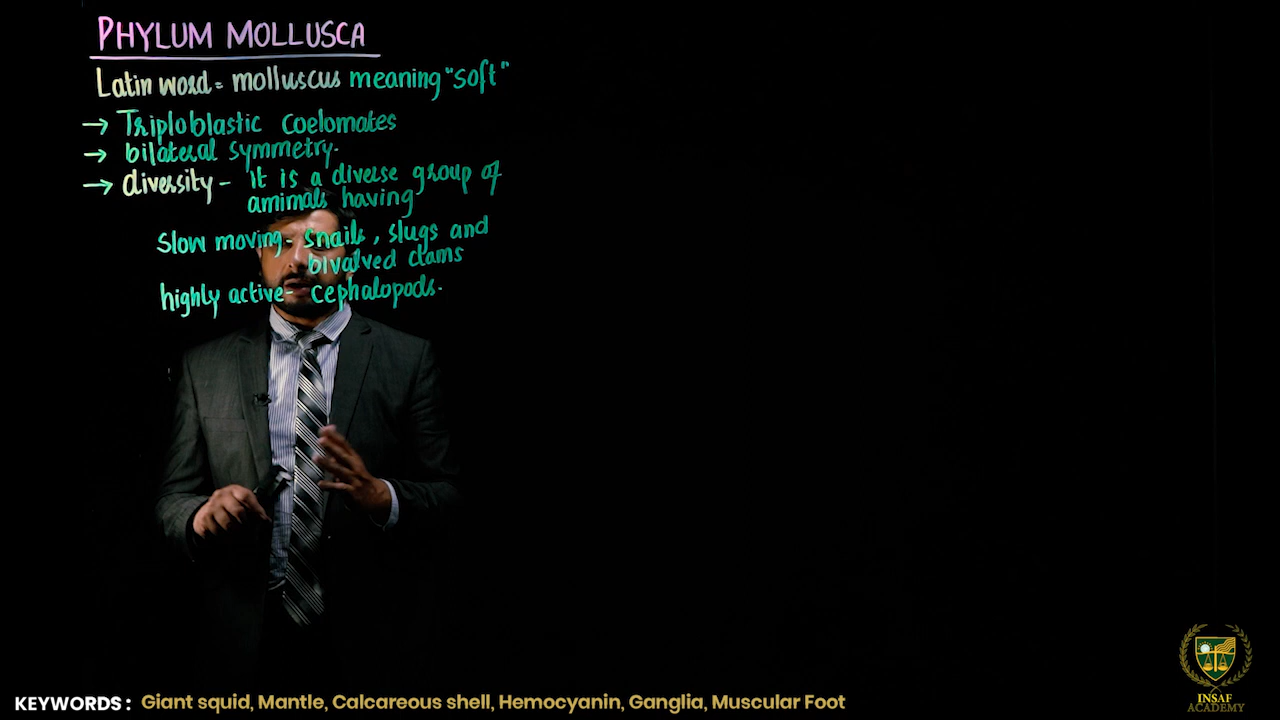 PHYLUM MOLLUSCA
Latin word = molluscus meaning "soft"
→ Triploblastic coelomates
→ bilateral symmetry.
→ diversity - it is a diverse group of
amimals having
slow moving - snails, slugs and
bivalved clams
highly active - cephalopods.
KEYWORDS : Giant squid, Mantle, Calcareous shell, Hemocyanin, Ganglia, Muscular Foot
INSAF
ACADEMY